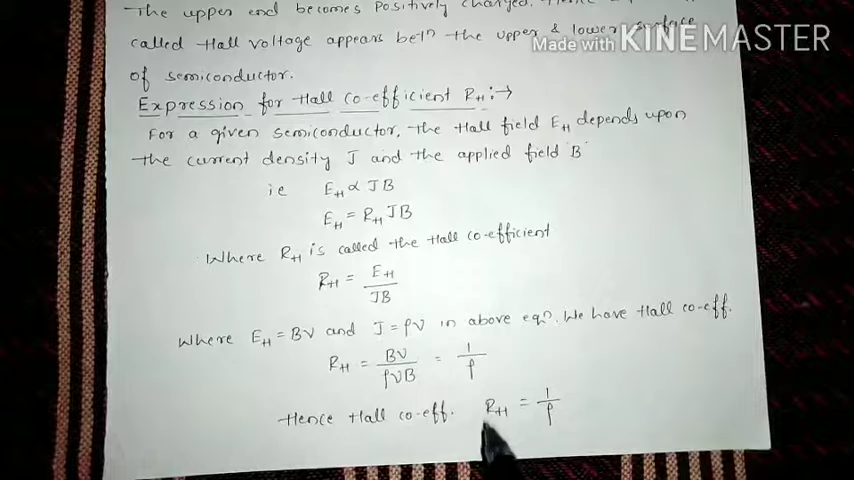 The upper end becomes Positively charged. Hence
called Hall voltage appears betn the upper & lower surface
Made with KINEMASTER
of semiconductor.
Expression for Hall co-efficient R_H :→
For a given semiconductor, the Hall field E_H depends upon
the current density J and the applied field B
ie E_H ∝ JB
E_H = R_H JB
Where R_H is called the Hall co-efficient
R_H = E_H / JB
Where E_H = BV and J = ρV in above eqn. We have Hall co-eff.
R_H = BV / ρVB = 1 / ρ
Hence Hall co-eff. R_H = 1 / ρ